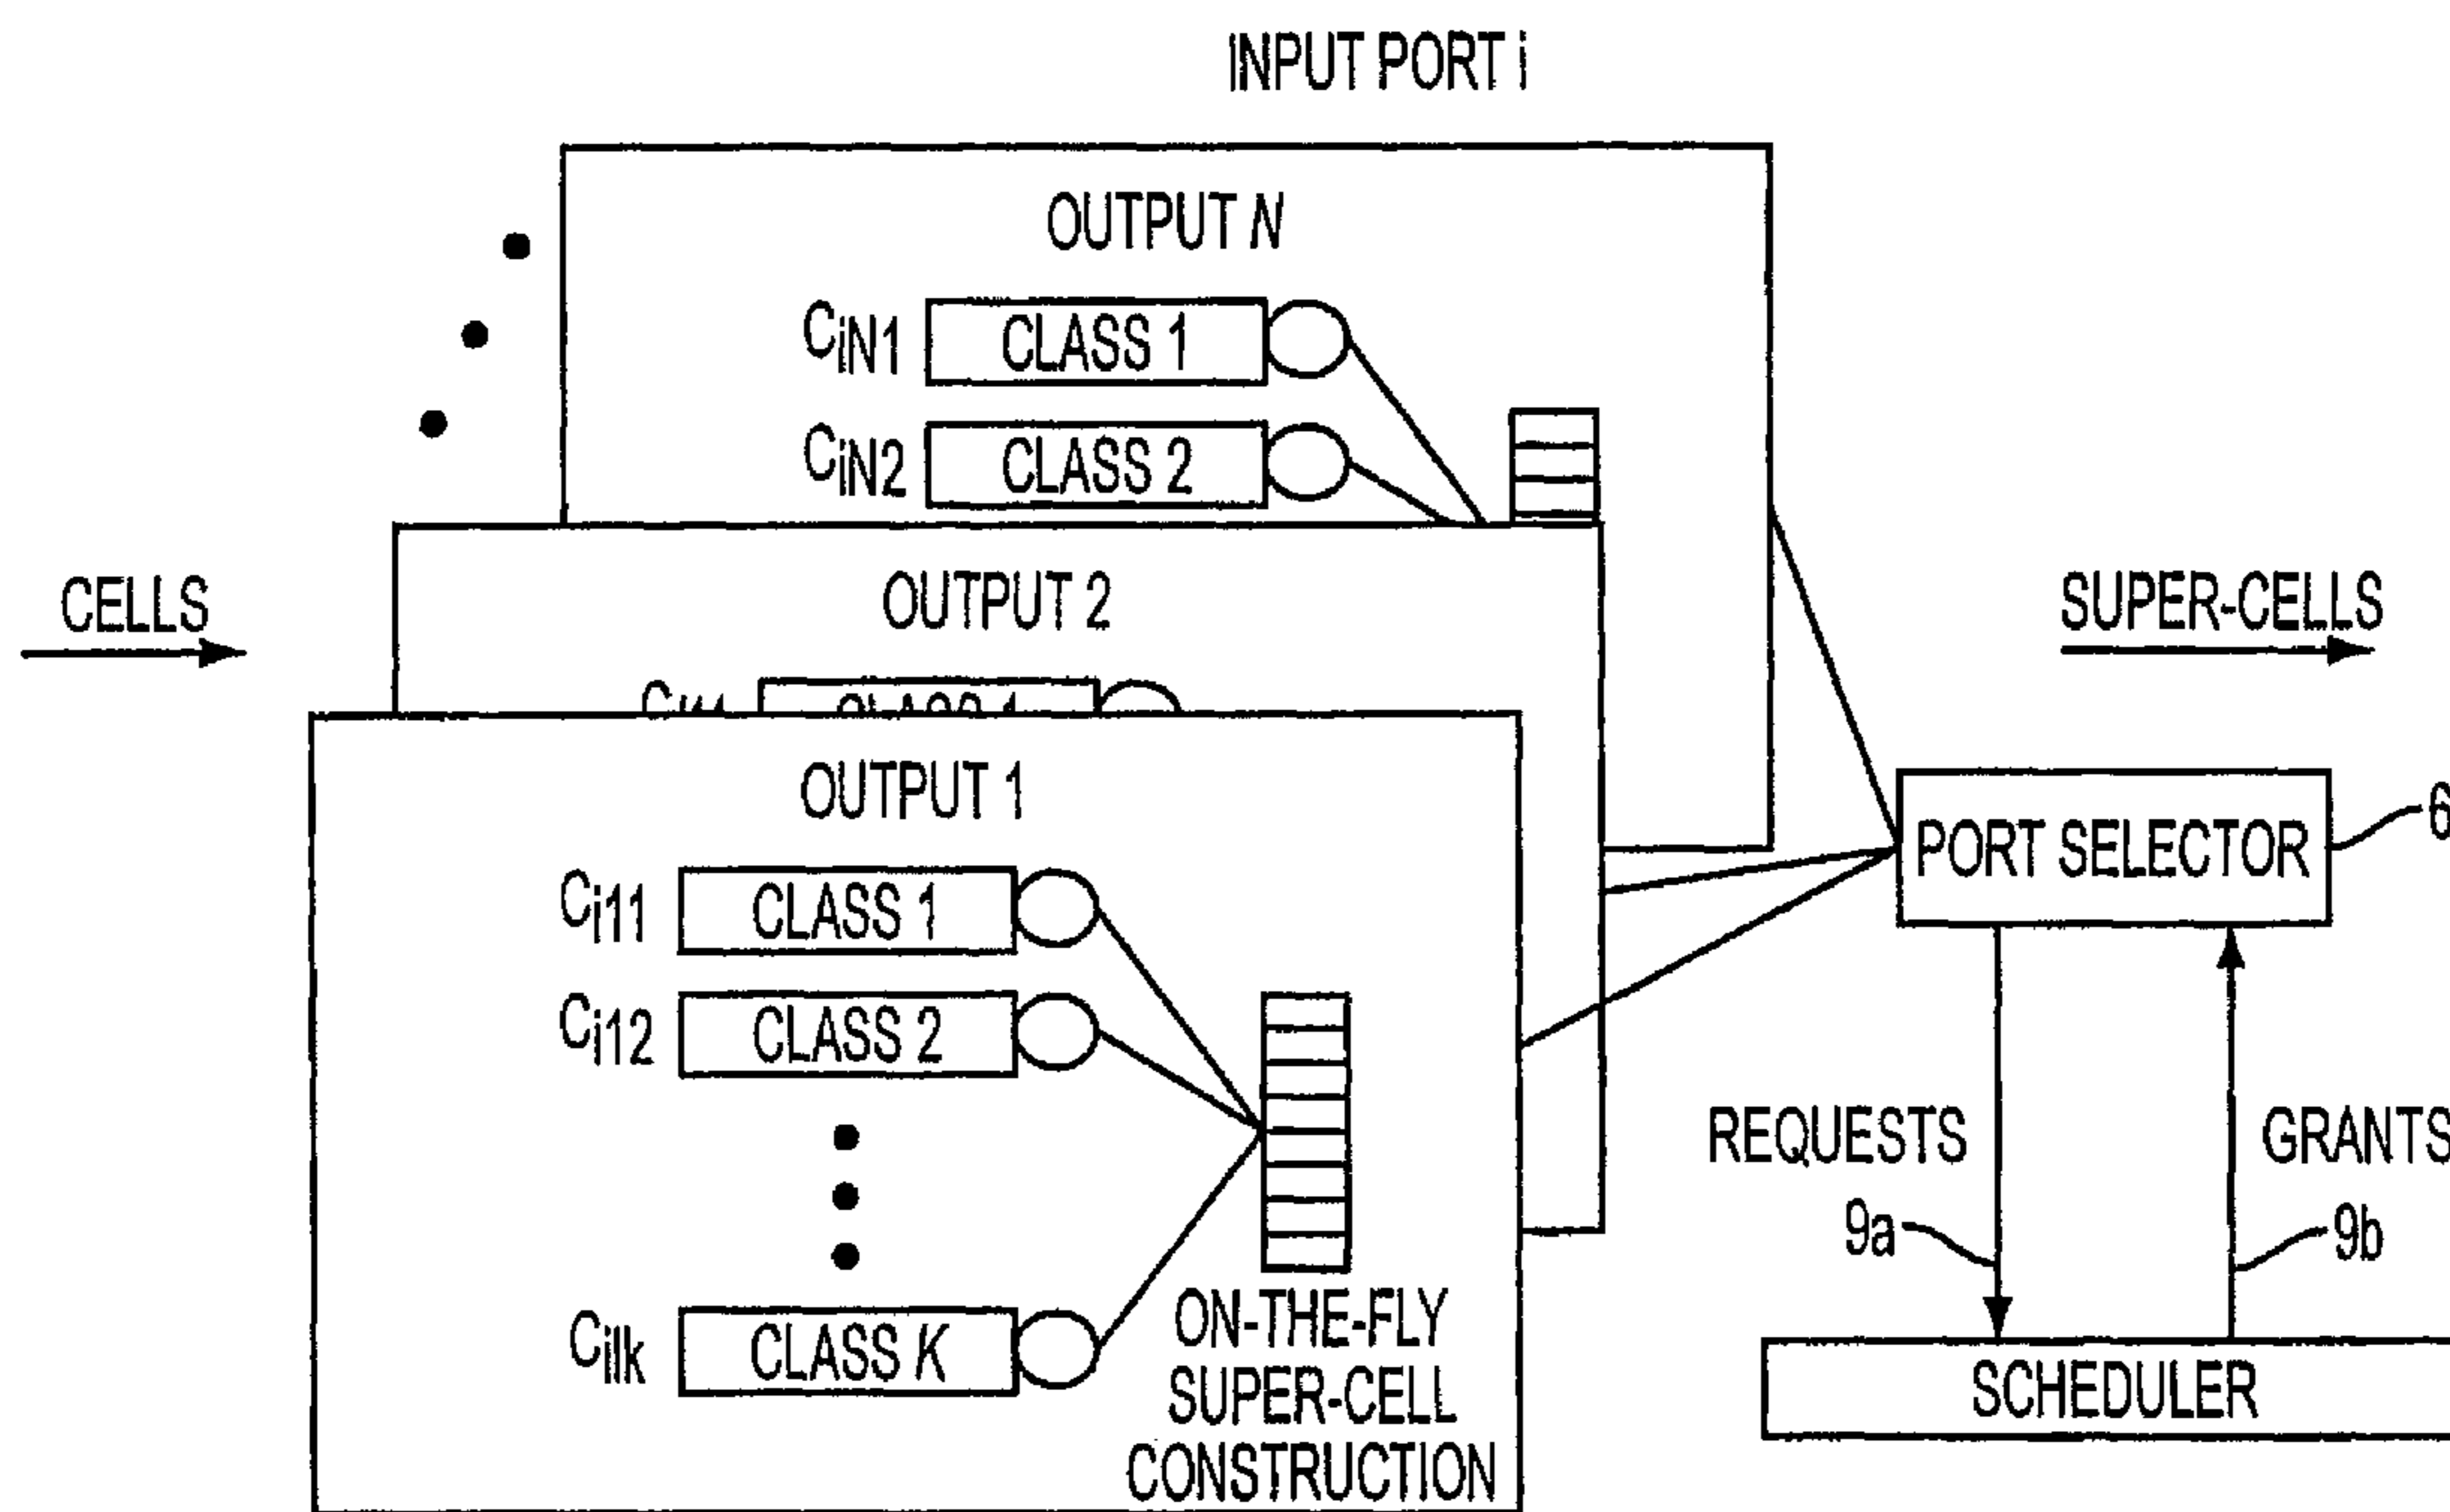 INPUT PORT i
OUTPUT N
CiN1 CLASS 1
CiN2 CLASS 2
CELLS
OUTPUT 2
SUPER-CELLS
OUTPUT 1
PORT SELECTOR
6
Ci11 CLASS 1
Ci12 CLASS 2
REQUESTS
GRANTS
9a
9b
Cilk CLASS K
ON-THE-FLY
SUPER-CELL
CONSTRUCTION
SCHEDULER